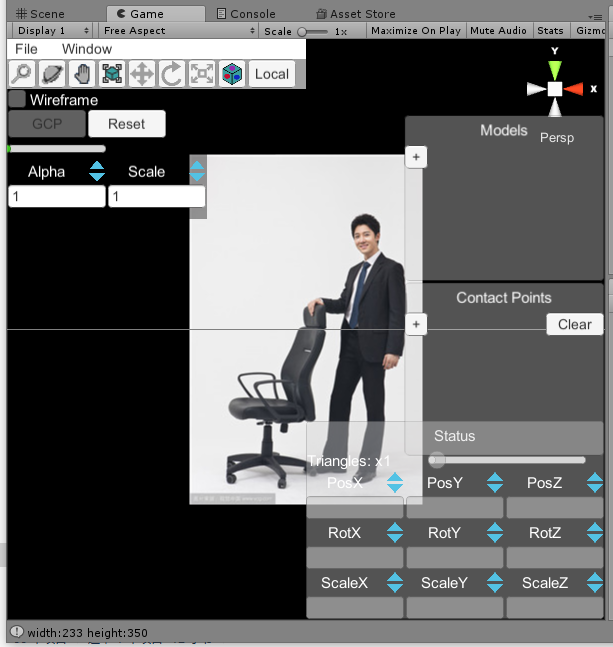 Scene Game Console Asset Store
Display 1 Free Aspect Scale 1x Maximize On Play Mute Audio Stats Gizmo
File Window
Local
Wireframe
GCP Reset
Alpha Scale
1 1
Y
X
Persp
Models
+
Contact Points
+ Clear
Status
Triangles: x1
PosX PosY PosZ
RotX RotY RotZ
ScaleX ScaleY ScaleZ
width:233 height:350